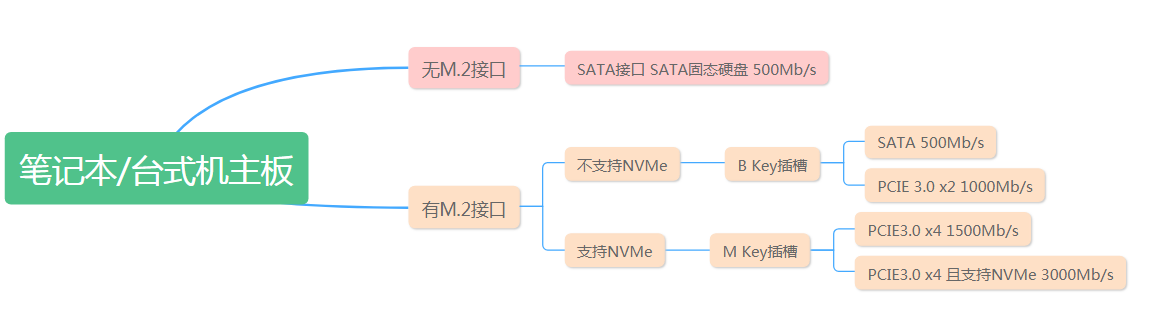 笔记本/台式机主板
无M.2接口
SATA接口 SATA固态硬盘 500Mb/s
有M.2接口
不支持NVMe
B Key插槽
SATA 500Mb/s
PCIE 3.0 x2 1000Mb/s
支持NVMe
M Key插槽
PCIE3.0 x4 1500Mb/s
PCIE3.0 x4 且支持NVMe 3000Mb/s